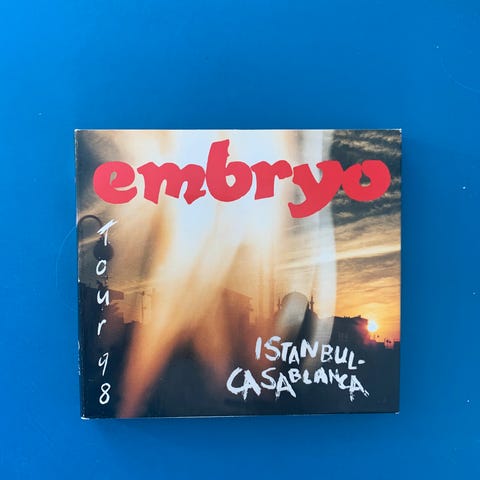 embryo
Tour 98
ISTANBUL-
CASABLANCA